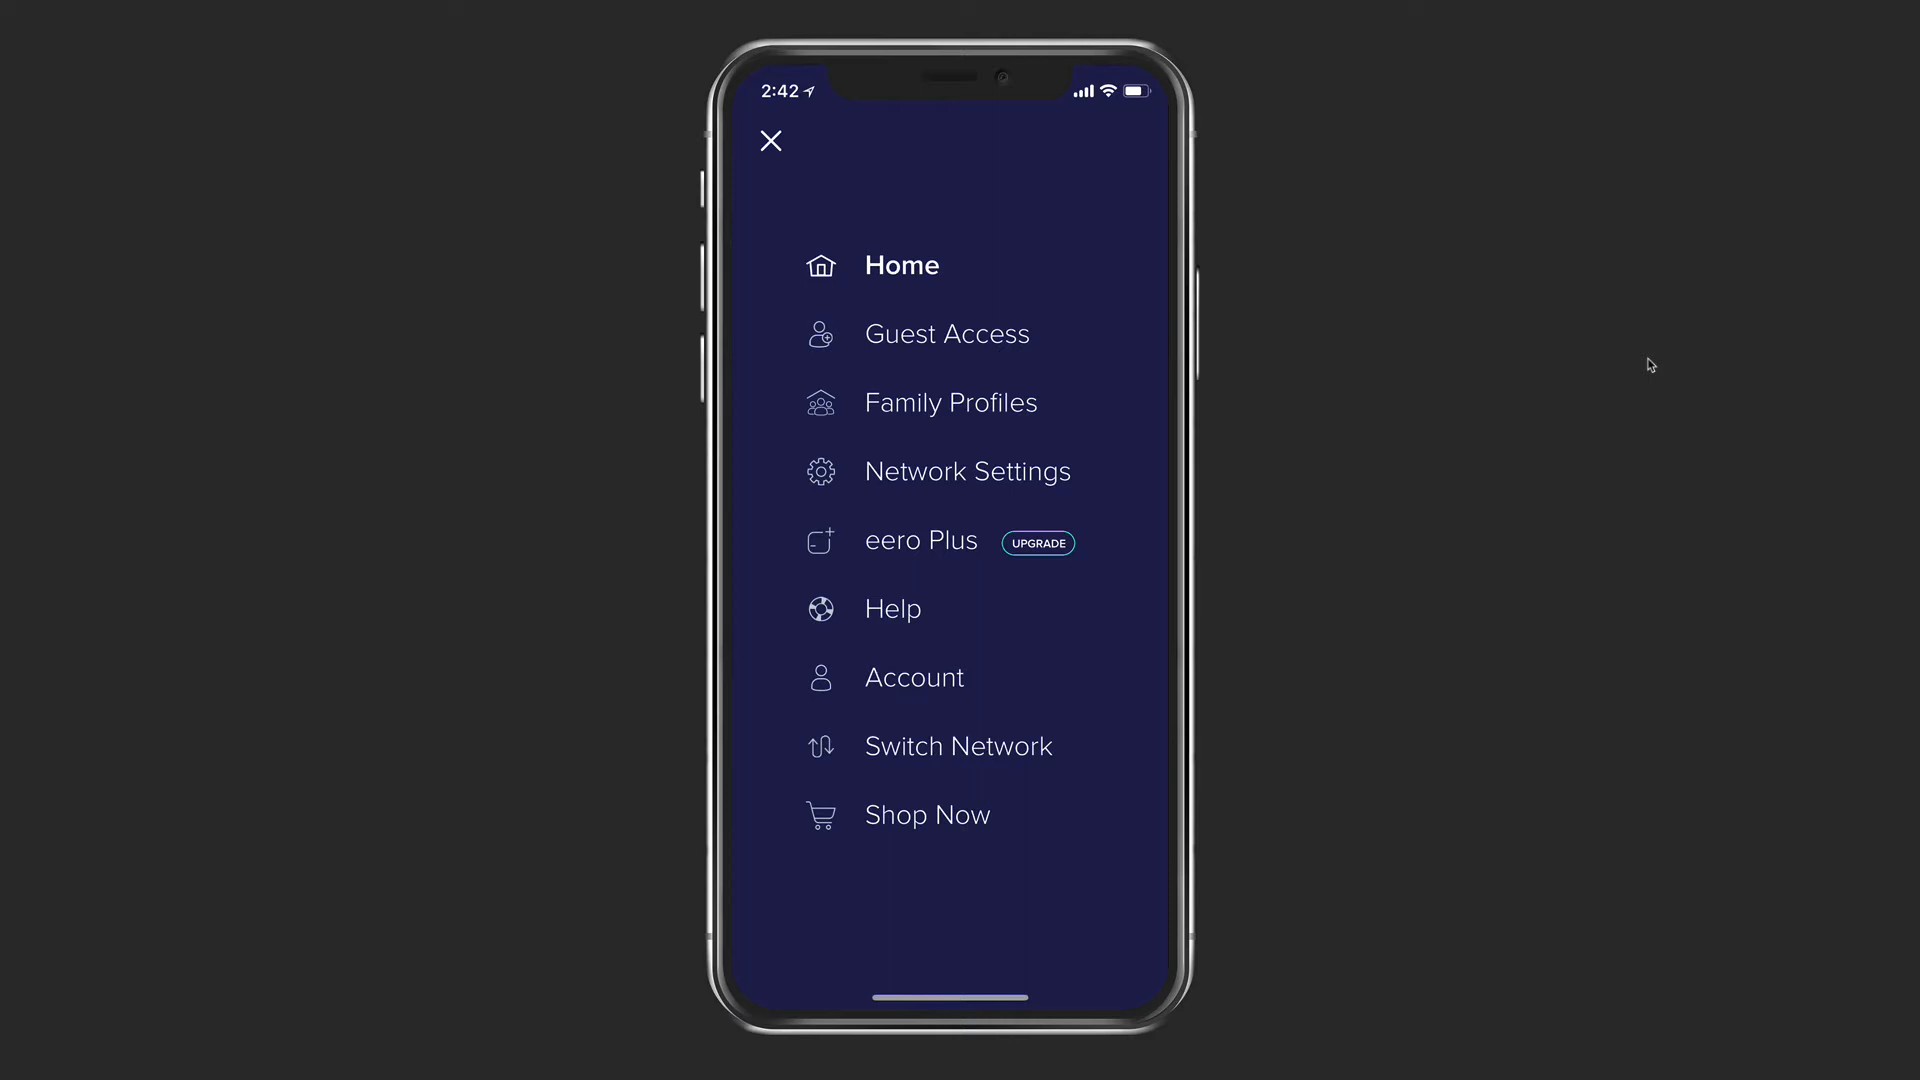 2:42
Home
Guest Access
Family Profiles
Network Settings
eero Plus UPGRADE
Help
Account
Switch Network
Shop Now